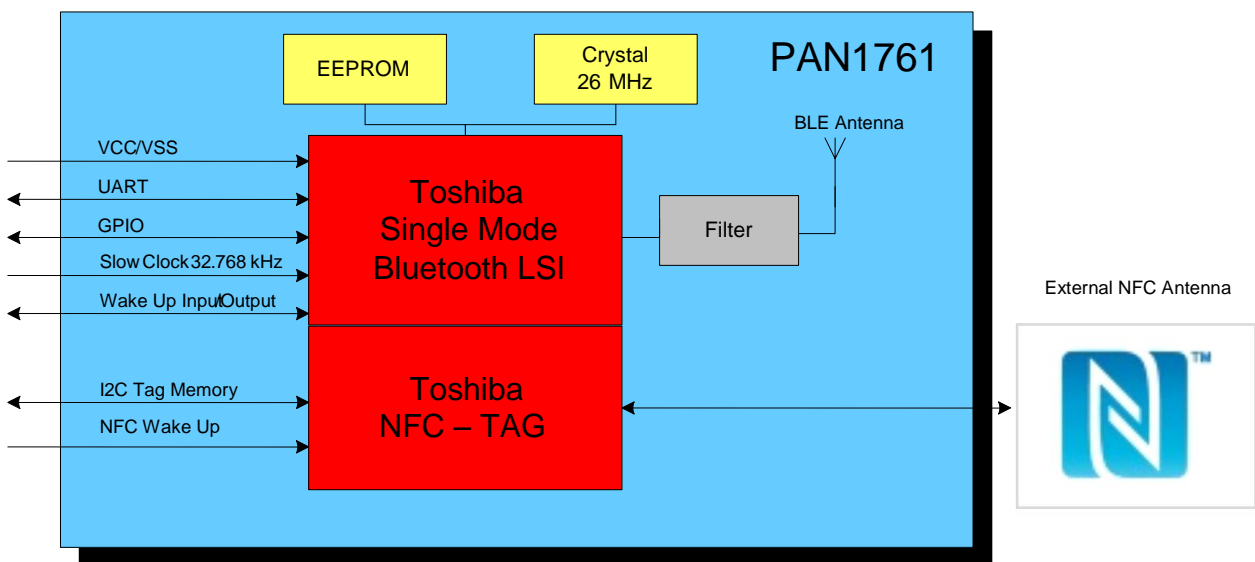 PAN1761
EEPROM
Crystal
26 MHz
BLE Antenna
VCC/VSS
UART
GPIO
Slow Clock 32.768 kHz
Wake Up Input/Output
Toshiba
Single Mode
Bluetooth LSI
Filter
External NFC Antenna
I2C Tag Memory
NFC Wake Up
Toshiba
NFC – TAG
TM